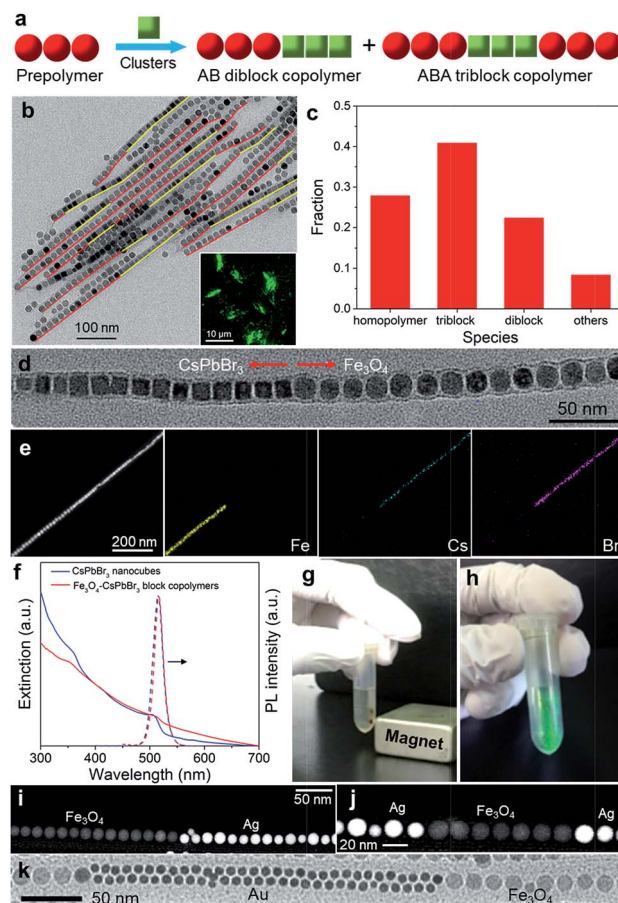 a
Prepolymer
Clusters
AB diblock copolymer
+
ABA triblock copolymer
b
100 nm
10 μm
c
Fraction
0.5
0.4
0.3
0.2
0.1
0.0
homopolymer triblock diblock others
Species
d
CsPbBr₃
Fe₃O₄
50 nm
e
200 nm
Fe
Cs
Br
f
CsPbBr₃ nanocubes
Fe₃O₄-CsPbBr₃ block copolymers
Extinction (a.u.)
PL intensity (a.u.)
300 400 500 600 700
Wavelength (nm)
g
Magnet
h
i
Fe₃O₄
50 nm
Ag
j
Ag
Fe₃O₄
Ag
20 nm
k
50 nm
Au
Fe₃O₄